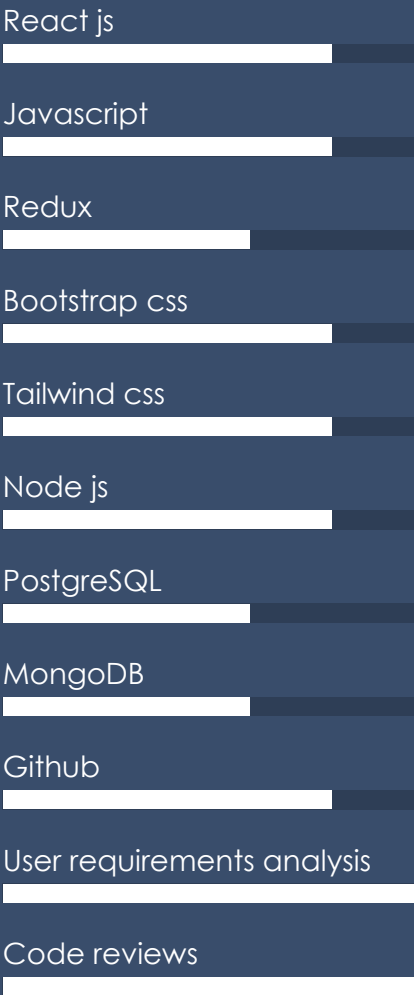 React js
Javascript
Redux
Bootstrap css
Tailwind css
Node js
PostgreSQL
MongoDB
Github
User requirements analysis
Code reviews